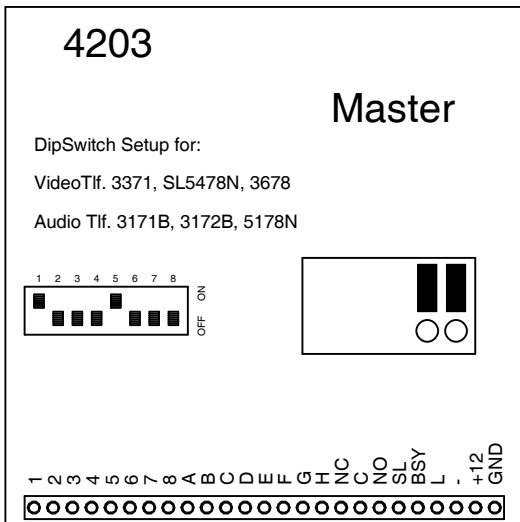 4203
Master
DipSwitch Setup for:
VideoTlf. 3371, SL5478N, 3678
Audio Tlf. 3171B, 3172B, 5178N
1 2 3 4 5 6 7 8
ON
OFF
1 2 3 4 5 6 7 8 A B C D E F G H NC C NO SL BSY L - +12 GND